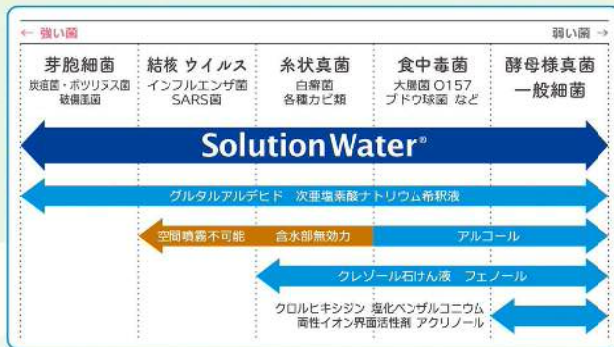 ← 強い菌
弱い菌 →
芽胞細菌
炭疽菌・ボツリヌス菌
破傷風菌
結核 ウイルス
インフルエンザ菌
SARS菌
糸状真菌
白癬菌
各種カビ類
食中毒菌
大腸菌 O157
ブドウ球菌 など
酵母様真菌
一般細菌
Solution Water®
グルタルアルデヒド 次亜塩素酸ナトリウム希釈液
空間噴霧不可能 含水部無効力 アルコール
クレゾール石けん液 フェノール
クロルヒキシジン 塩化ベンザルコニウム
両性イオン界面活性剤 アクリノール